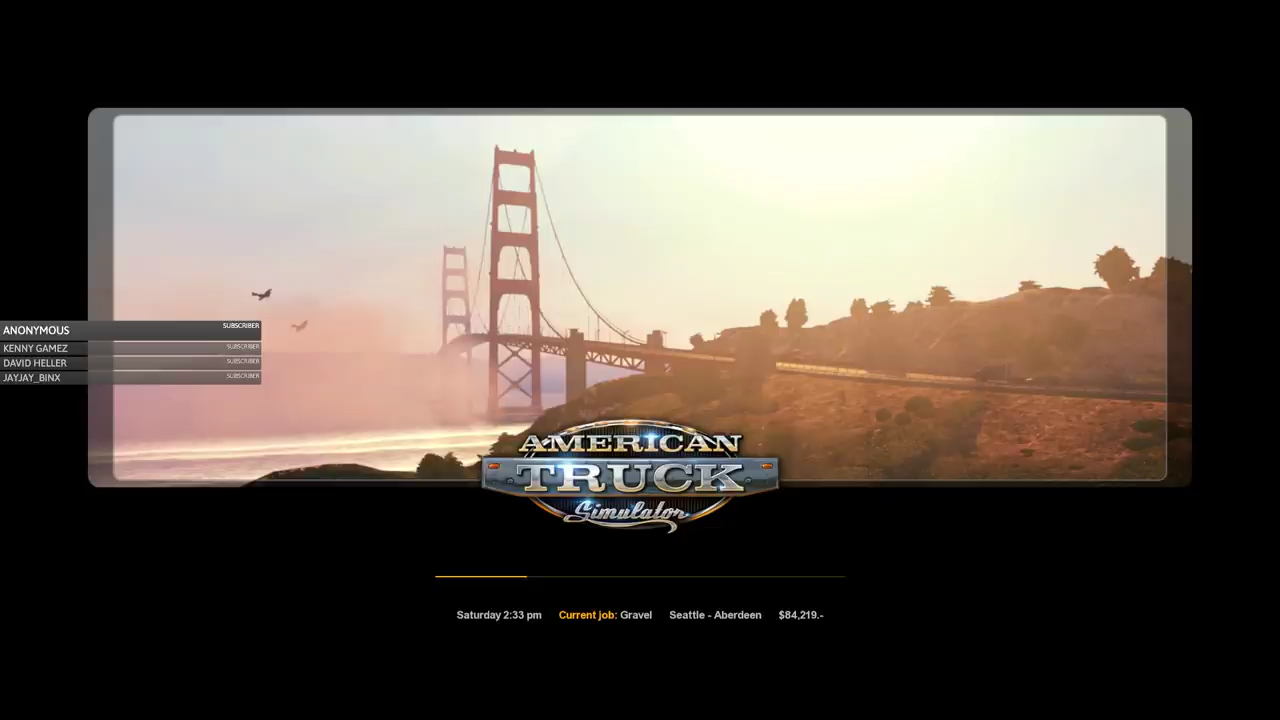 ANONYMOUS SUBSCRIBER
KENNY GAMEZ SUBSCRIBER
DAVID HELLER SUBSCRIBER
JAYJAY_BINX SUBSCRIBER
AMERICAN
TRUCK
Simulator
Saturday 2:33 pm Current job: Gravel Seattle - Aberdeen $84,219.-